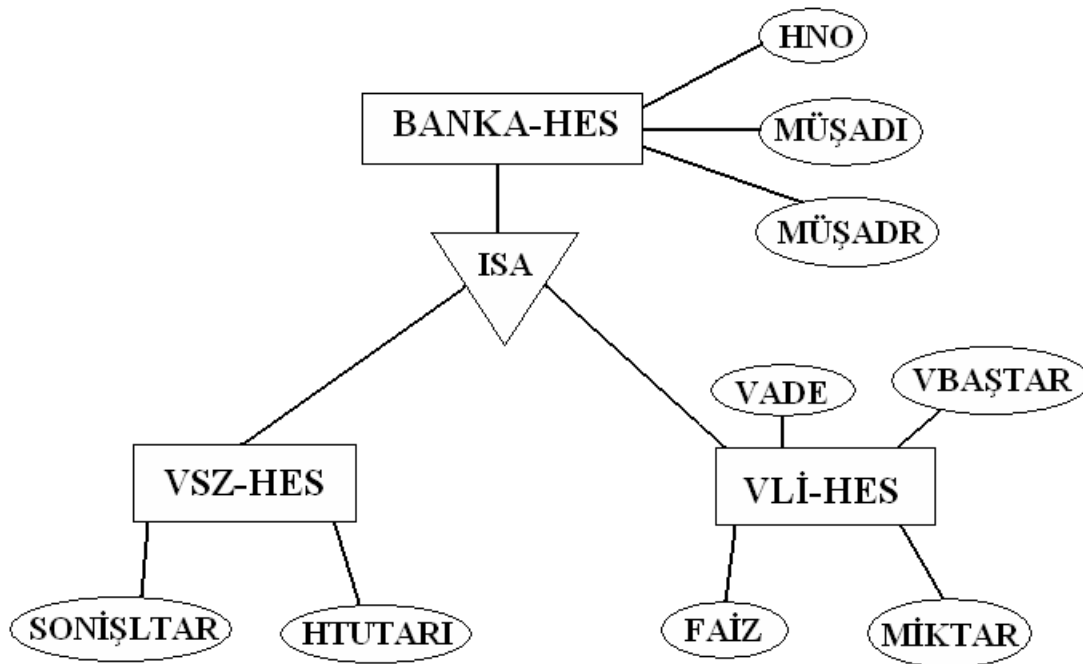 HNO
BANKA-HES
MÜŞADI
MÜŞADR
ISA
VADE
VBAŞTAR
VSZ-HES
VLİ-HES
SONİŞLTAR
HTUTARI
FAİZ
MİKTAR